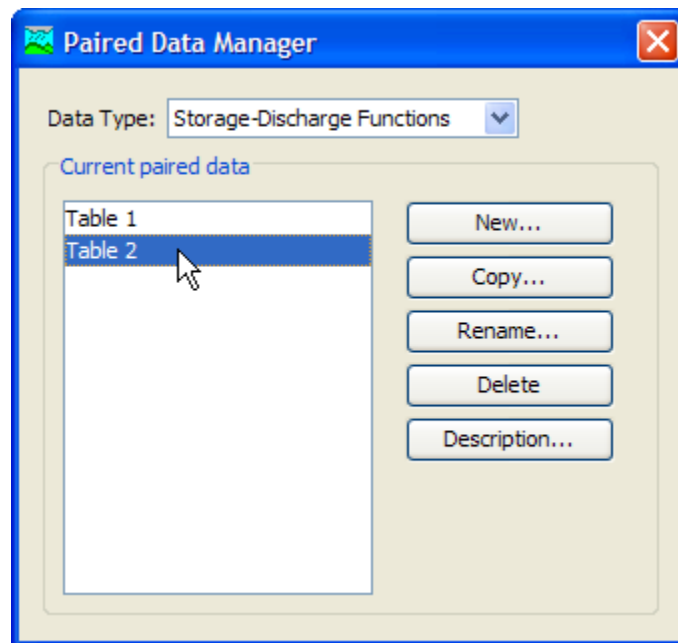 Paired Data Manager
Data Type: Storage-Discharge Functions
Current paired data
Table 1
Table 2
New...
Copy...
Rename...
Delete
Description...